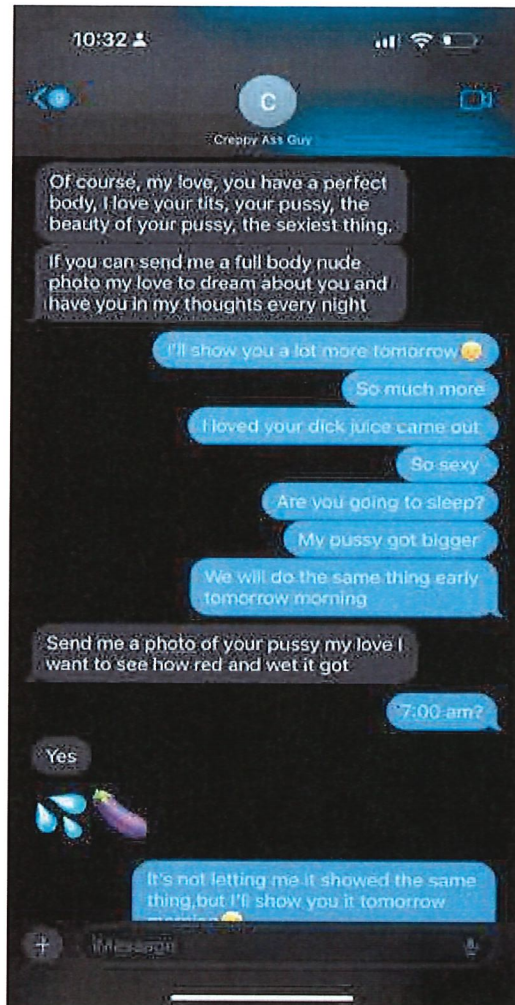 10:32
C
Creppy Ass Guy
Of course, my love, you have a perfect
body, I love your tits, your pussy, the
beauty of your pussy, the sexiest thing.
If you can send me a full body nude
photo my love to dream about you and
have you in my thoughts every night
I'll show you a lot more tomorrow
So much more
I loved your dick juice came out
So sexy
Are you going to sleep?
My pussy got bigger
We will do the same thing early
tomorrow morning
Send me a photo of your pussy my love I
want to see how red and wet it got
7:00 am?
Yes
It's not letting me it showed the same
thing,but I'll show you it tomorrow
morning
iMessage